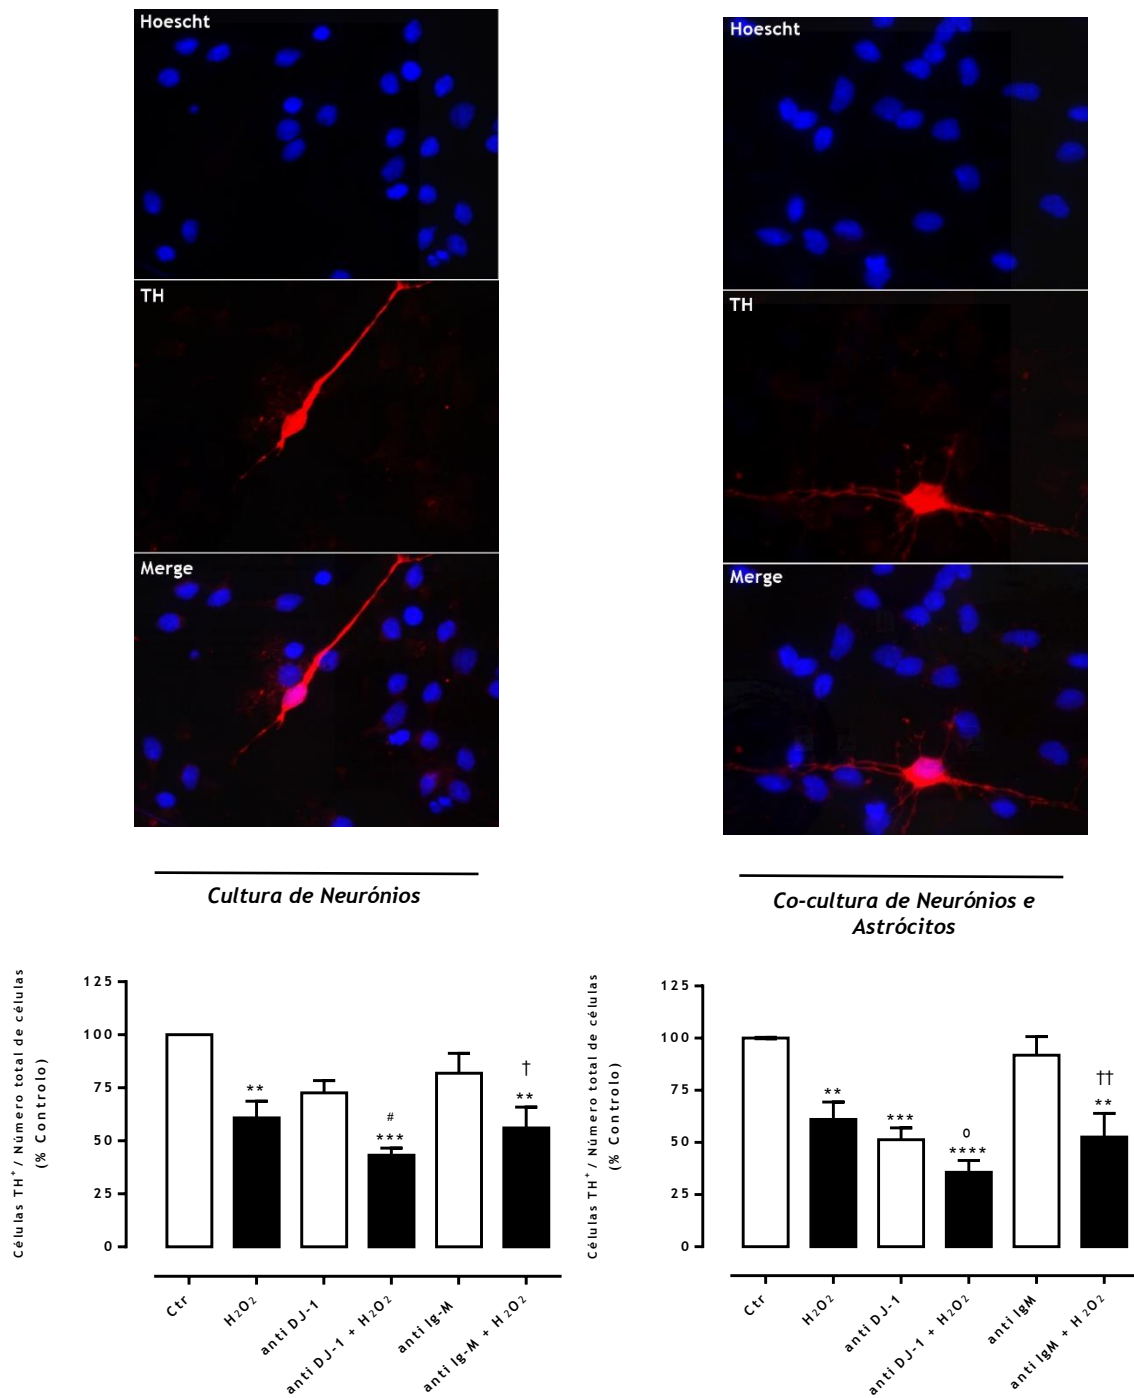 Hoescht
TH
Merge
Cultura de Neurónios
Células TH⁺ / Número total de células
(% Controlo)
125
100
75
50
25
0
**
#
***
†
**
Ctr
H₂O₂
anti DJ-1
anti DJ-1 + H₂O₂
anti Ig-M
anti Ig-M + H₂O₂
Hoescht
TH
Merge
Co-cultura de Neurónios e
Astrócitos
Células TH⁺ / Número total de células
(% Controlo)
125
100
75
50
25
0
**
***
o
****
††
**
Ctr
H₂O₂
anti DJ-1
anti DJ-1 + H₂O₂
anti IgM
anti IgM + H₂O₂